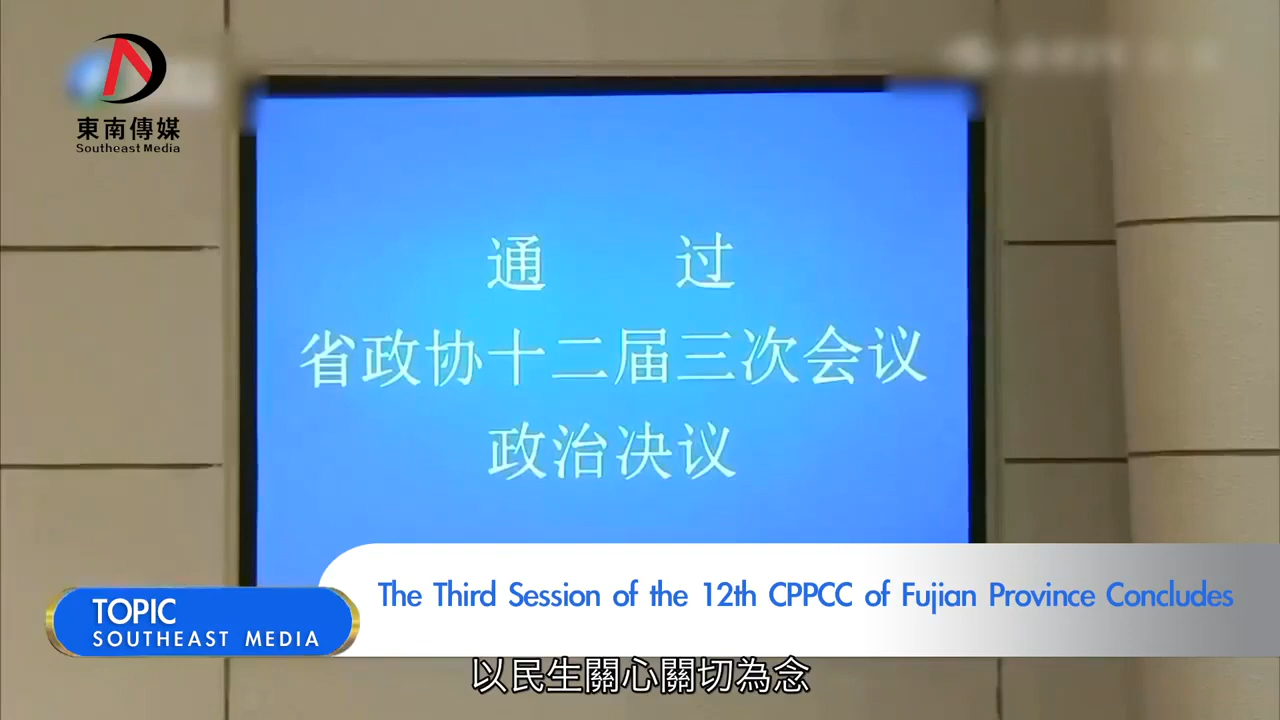 東南傳媒
Southeast Media
通 过
省政协十二届三次会议
政治决议
The Third Session of the 12th CPPCC of Fujian Province Concludes
TOPIC
SOUTHEAST MEDIA
以民生關心關切為念